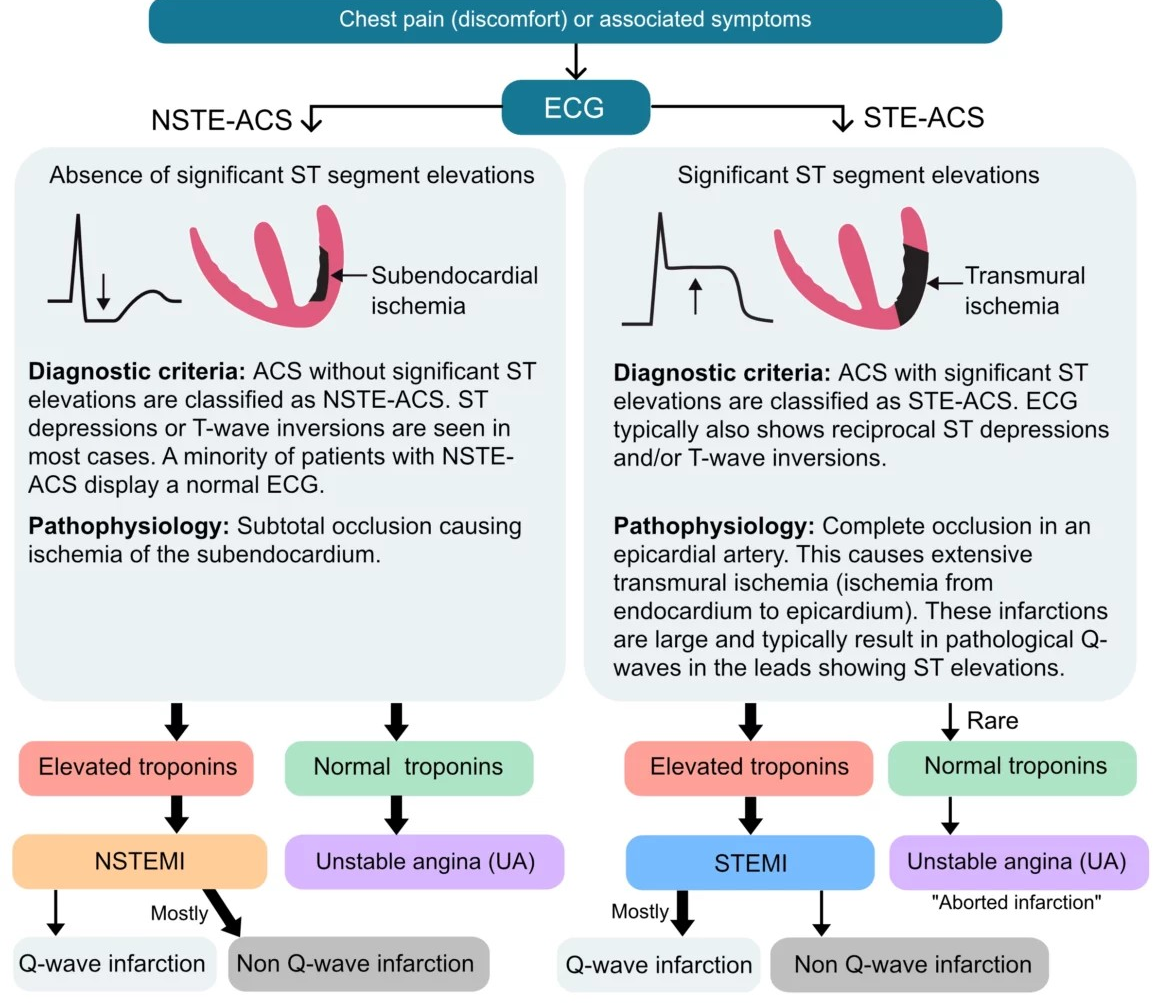 Chest pain (discomfort) or associated symptoms
ECG
NSTE-ACS
STE-ACS
Absence of significant ST segment elevations
Subendocardial
ischemia
Diagnostic criteria: ACS without significant ST
elevations are classified as NSTE-ACS. ST
depressions or T-wave inversions are seen in
most cases. A minority of patients with NSTE-
ACS display a normal ECG.
Pathophysiology: Subtotal occlusion causing
ischemia of the subendocardium.
Significant ST segment elevations
Transmural
ischemia
Diagnostic criteria: ACS with significant ST
elevations are classified as STE-ACS. ECG
typically also shows reciprocal ST depressions
and/or T-wave inversions.
Pathophysiology: Complete occlusion in an
epicardial artery. This causes extensive
transmural ischemia (ischemia from
endocardium to epicardium). These infarctions
are large and typically result in pathological Q-
waves in the leads showing ST elevations.
Elevated troponins
Normal troponins
NSTEMI
Unstable angina (UA)
Mostly
Q-wave infarction
Non Q-wave infarction
Rare
Elevated troponins
Normal troponins
STEMI
Unstable angina (UA)
"Aborted infarction"
Mostly
Q-wave infarction
Non Q-wave infarction